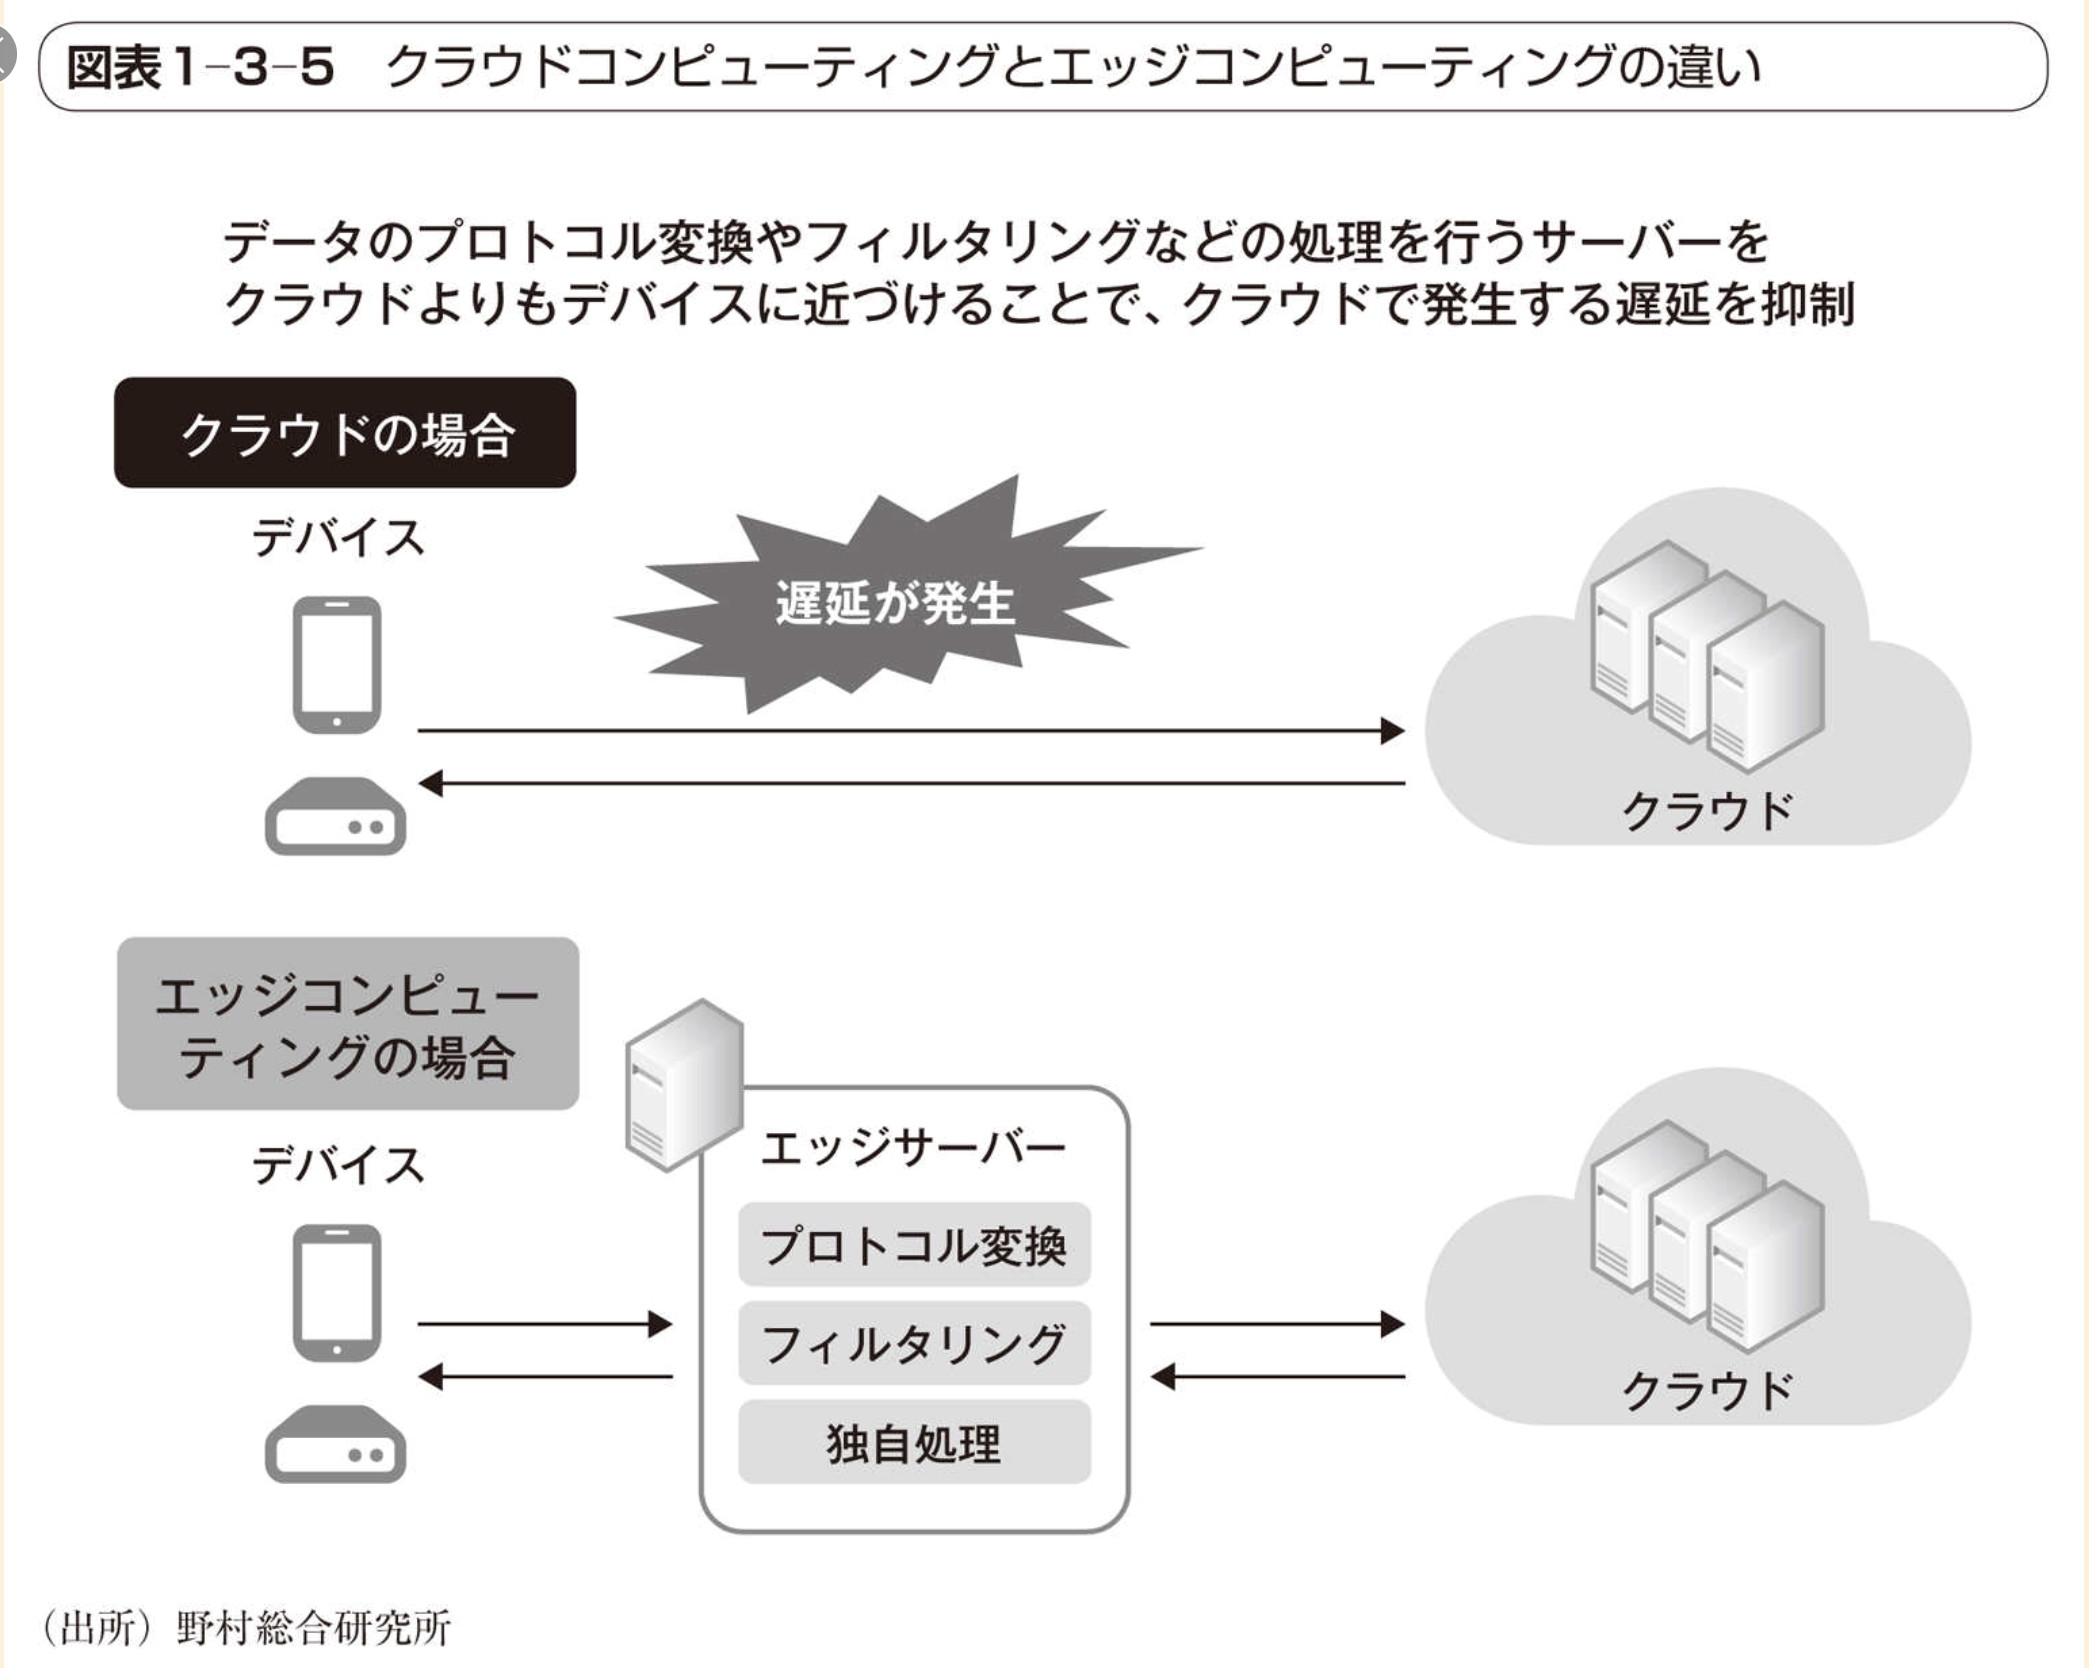 図表1-3-5　クラウドコンピューティングとエッジコンピューティングの違い
データのプロトコル変換やフィルタリングなどの処理を行うサーバーを
クラウドよりもデバイスに近づけることで、クラウドで発生する遅延を抑制
クラウドの場合
デバイス
遅延が発生
クラウド
エッジコンピュー
ティングの場合
デバイス
エッジサーバー
プロトコル変換
フィルタリング
独自処理
クラウド
（出所）野村総合研究所